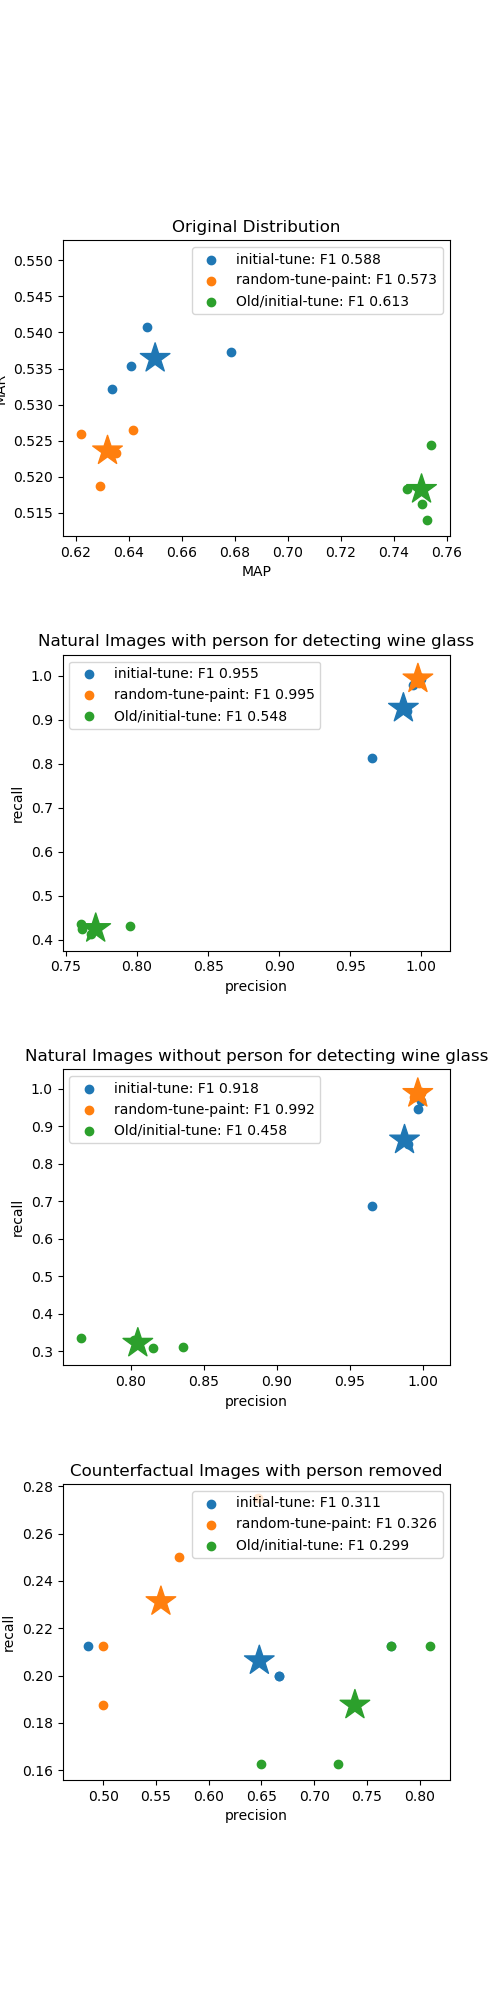 Original Distribution
initial-tune: F1 0.588
random-tune-paint: F1 0.573
Old/initial-tune: F1 0.613
0.550
0.545
0.540
0.535
0.530
0.525
0.520
0.515
MAR
0.62 0.64 0.66 0.68 0.70 0.72 0.74 0.76
MAP
Natural Images with person for detecting wine glass
initial-tune: F1 0.955
random-tune-paint: F1 0.995
Old/initial-tune: F1 0.548
1.0
0.9
0.8
0.7
0.6
0.5
0.4
recall
0.75 0.80 0.85 0.90 0.95 1.00
precision
Natural Images without person for detecting wine glass
initial-tune: F1 0.918
random-tune-paint: F1 0.992
Old/initial-tune: F1 0.458
1.0
0.9
0.8
0.7
0.6
0.5
0.4
0.3
recall
0.80 0.85 0.90 0.95 1.00
precision
Counterfactual Images with person removed
initial-tune: F1 0.311
random-tune-paint: F1 0.326
Old/initial-tune: F1 0.299
0.28
0.26
0.24
0.22
0.20
0.18
0.16
recall
0.50 0.55 0.60 0.65 0.70 0.75 0.80
precision